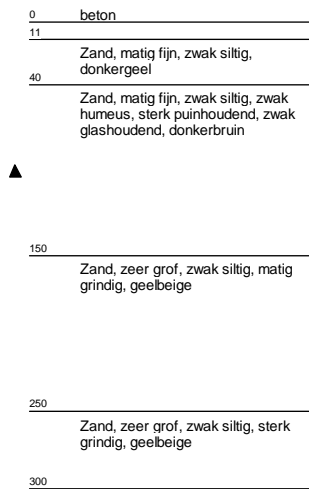 0 beton
11
Zand, matig fijn, zwak siltig,
donkergeel
40
Zand, matig fijn, zwak siltig, zwak
humeus, sterk puinhoudend, zwak
glashoudend, donkerbruin
150
Zand, zeer grof, zwak siltig, matig
grindig, geelbeige
250
Zand, zeer grof, zwak siltig, sterk
grindig, geelbeige
300